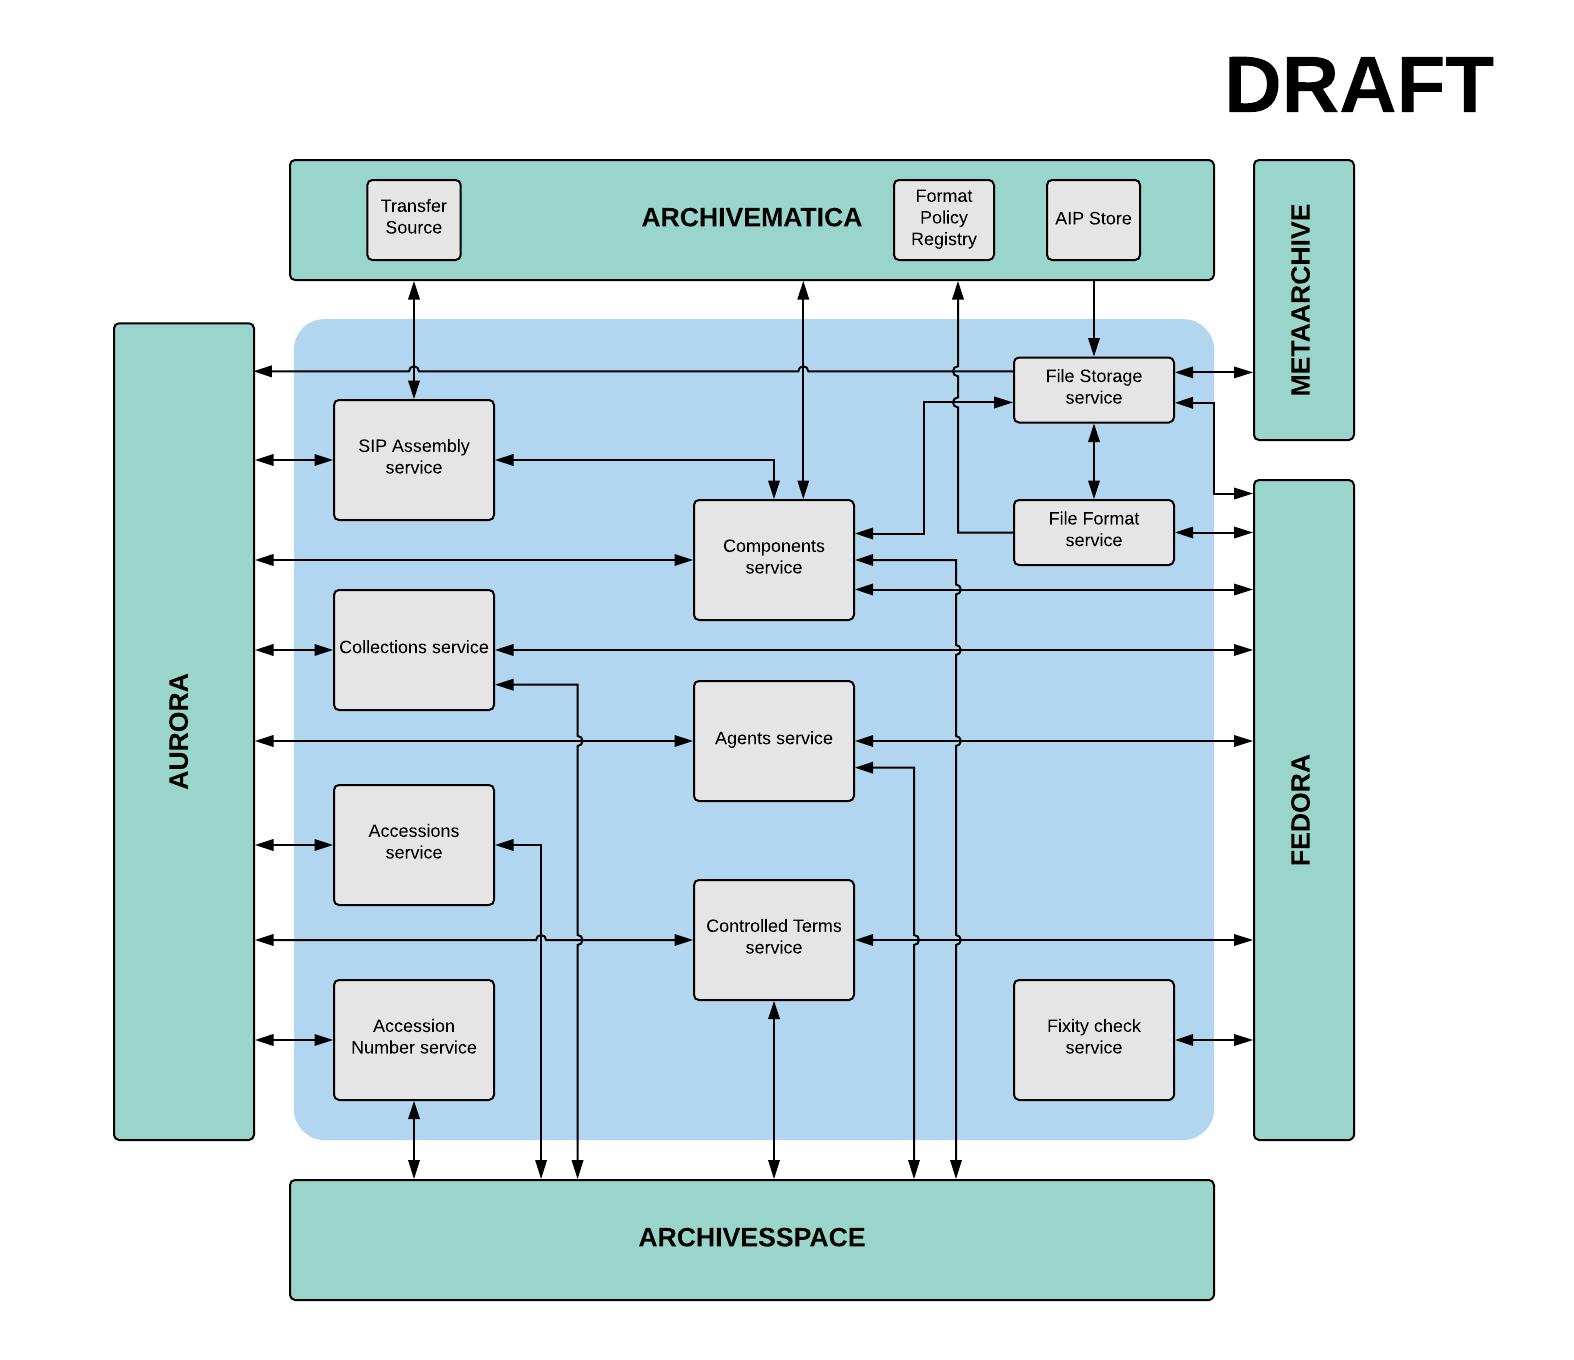 DRAFT
Transfer
Source
ARCHIVEMATICA
Format
Policy
Registry
AIP Store
METAARCHIVE
AURORA
File Storage
service
SIP Assembly
service
Components
service
File Format
service
Collections service
Agents service
FEDORA
Accessions
service
Controlled Terms
service
Accession
Number service
Fixity check
service
ARCHIVESSPACE